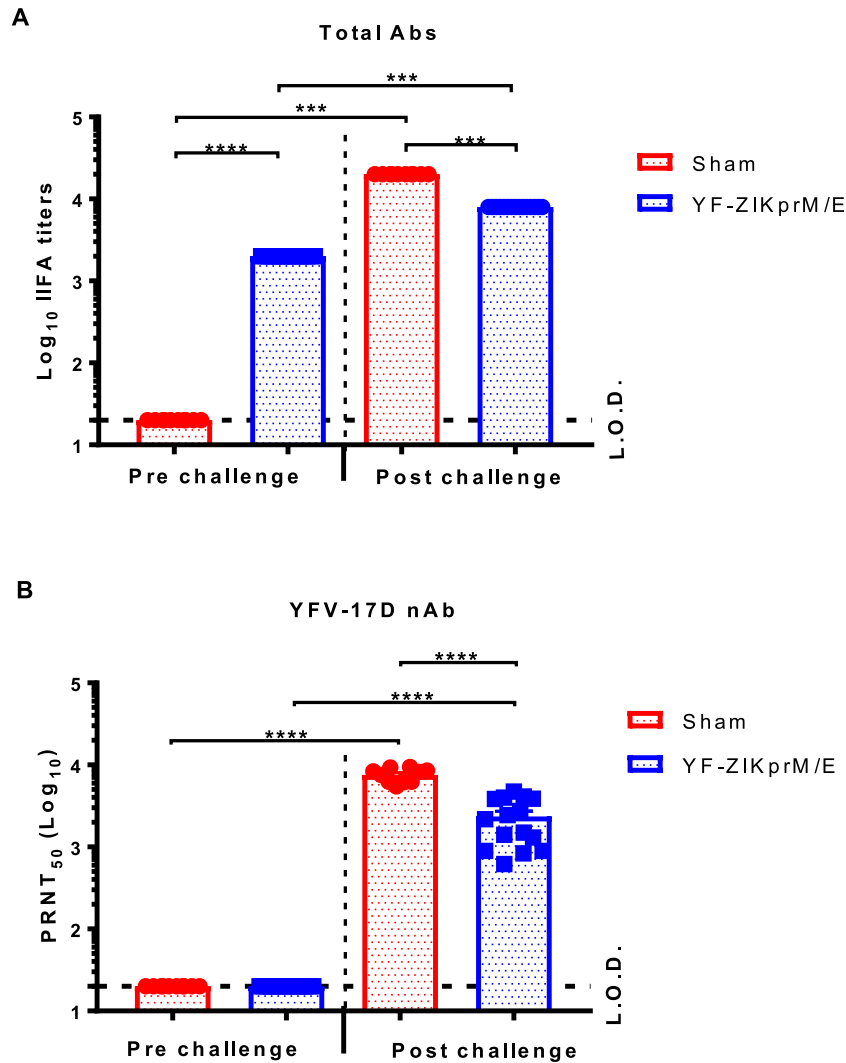 A
Total Abs
***
***
****
***
5
4
3
2
1
Log₁₀ IIFA titers
Sham
YF-ZIKprM/E
L.O.D.
Pre challenge
Post challenge
B
YFV-17D nAb
****
****
****
5
4
3
2
1
PRNT₅₀ (Log₁₀)
Sham
YF-ZIKprM/E
L.O.D.
Pre challenge
Post challenge